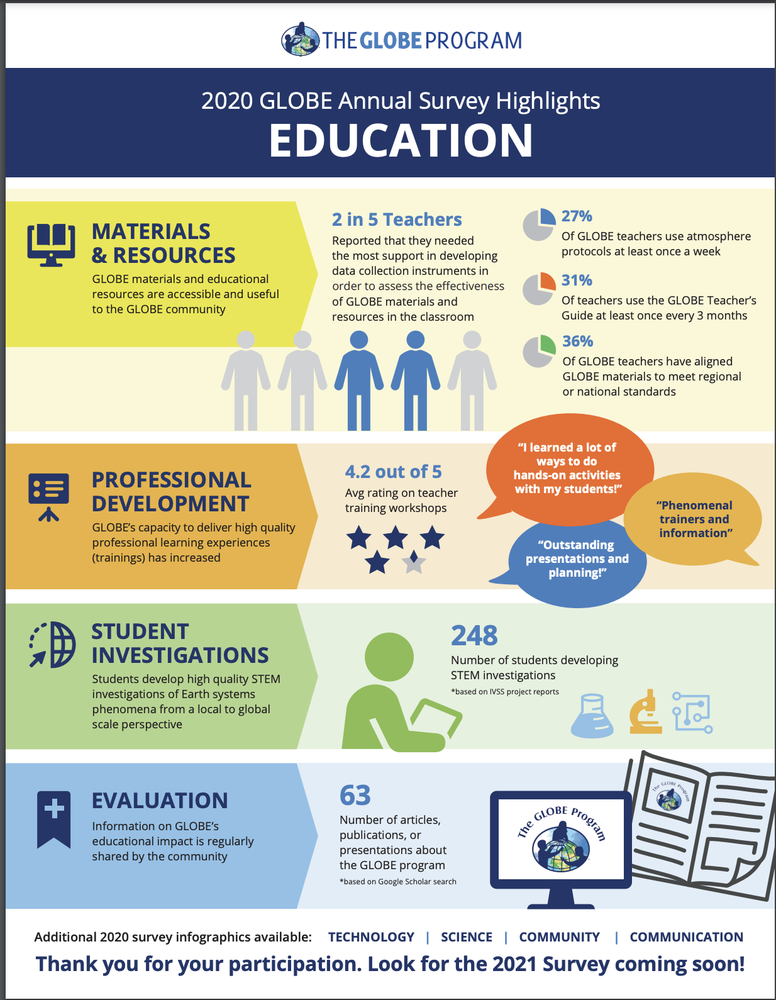 THE GLOBE PROGRAM
2020 GLOBE Annual Survey Highlights
EDUCATION
MATERIALS
& RESOURCES
GLOBE materials and educational
resources are accessible and useful
to the GLOBE community
2 in 5 Teachers
Reported that they needed
the most support in developing
data collection instruments in
order to assess the effectiveness
of GLOBE materials and
resources in the classroom
27%
Of GLOBE teachers use atmosphere
protocols at least once a week
31%
Of teachers use the GLOBE Teacher’s
Guide at least once every 3 months
36%
Of GLOBE teachers have aligned
GLOBE materials to meet regional
or national standards
PROFESSIONAL
DEVELOPMENT
GLOBE’s capacity to deliver high quality
professional learning experiences
(trainings) has increased
4.2 out of 5
Avg rating on teacher
training workshops
“I learned a lot of
ways to do
hands-on activities
with my students!”
“Phenomenal
trainers and
information”
“Outstanding
presentations and
planning!”
STUDENT
INVESTIGATIONS
Students develop high quality STEM
investigations of Earth systems
phenomena from a local to global
scale perspective
248
Number of students developing
STEM investigations
*based on IVSS project reports
EVALUATION
Information on GLOBE’s
educational impact is regularly
shared by the community
63
Number of articles,
publications, or
presentations about
the GLOBE program
*based on Google Scholar search
The GLOBE Program
The GLOBE Program
Additional 2020 survey infographics available: TECHNOLOGY | SCIENCE | COMMUNITY | COMMUNICATION
Thank you for your participation. Look for the 2021 Survey coming soon!